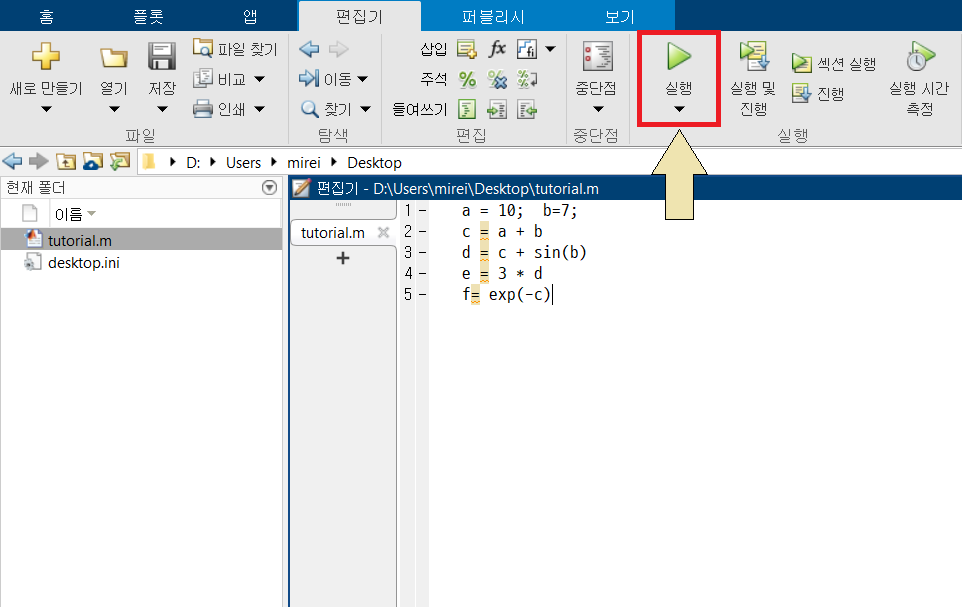 홈 플롯 앱 편집기 퍼블리시 보기
새로 만들기 열기 저장 파일 찾기 비교 인쇄
파일
이동 찾기
탐색
삽입 fx fi
주석 % % %
들여쓰기
편집
중단점
중단점
실행
실행 및
진행
섹션 실행
진행
실행 시간
측정
실행
D: Users mirei Desktop
현재 폴더
이름
tutorial.m
desktop.ini
편집기 - D:\Users\mirei\Desktop\tutorial.m
tutorial.m
+
1 - a = 10; b=7;
2 - c = a + b
3 - d = c + sin(b)
4 - e = 3 * d
5 - f= exp(-c)